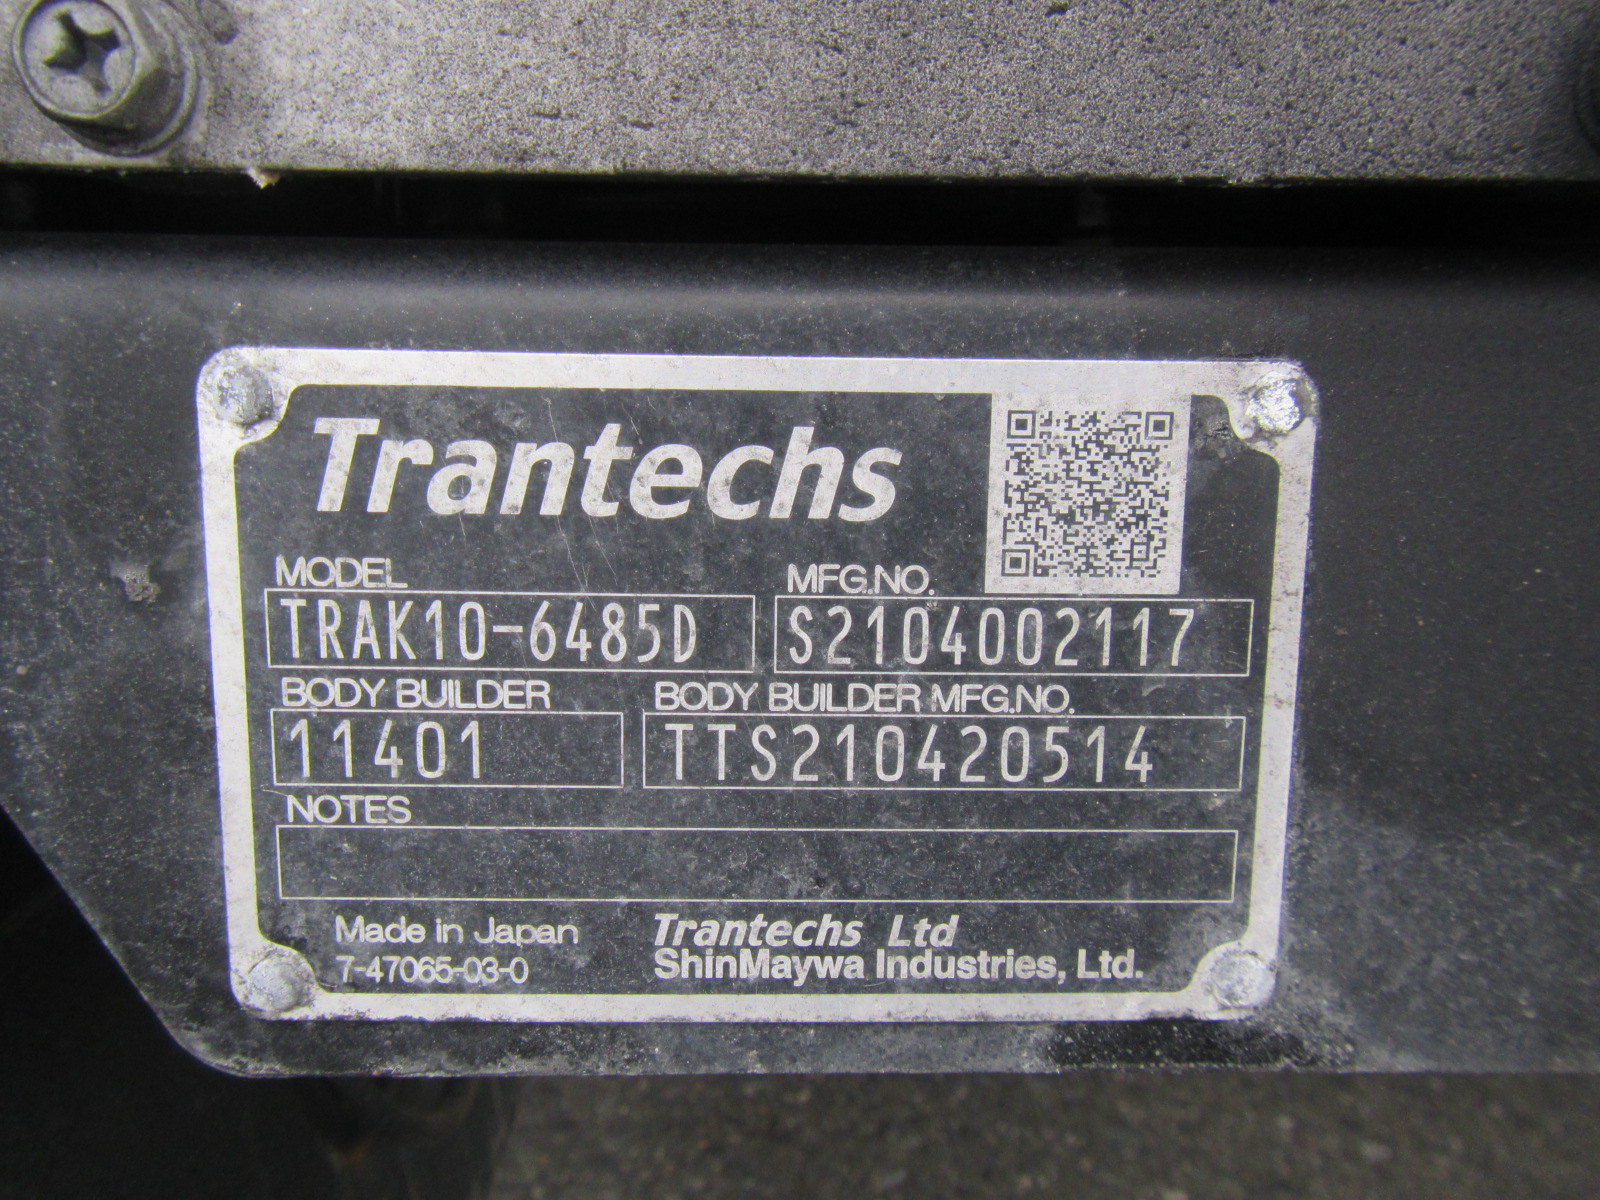 Trantechs
MODEL
MFG.NO.
TRAK10-6485D
S2104002117
BODY BUILDER
BODY BUILDER MFG.NO.
11401
TTS210420514
NOTES
Made in Japan
Trantechs Ltd
7-47065-03-0
ShinMaywa Industries, Ltd.